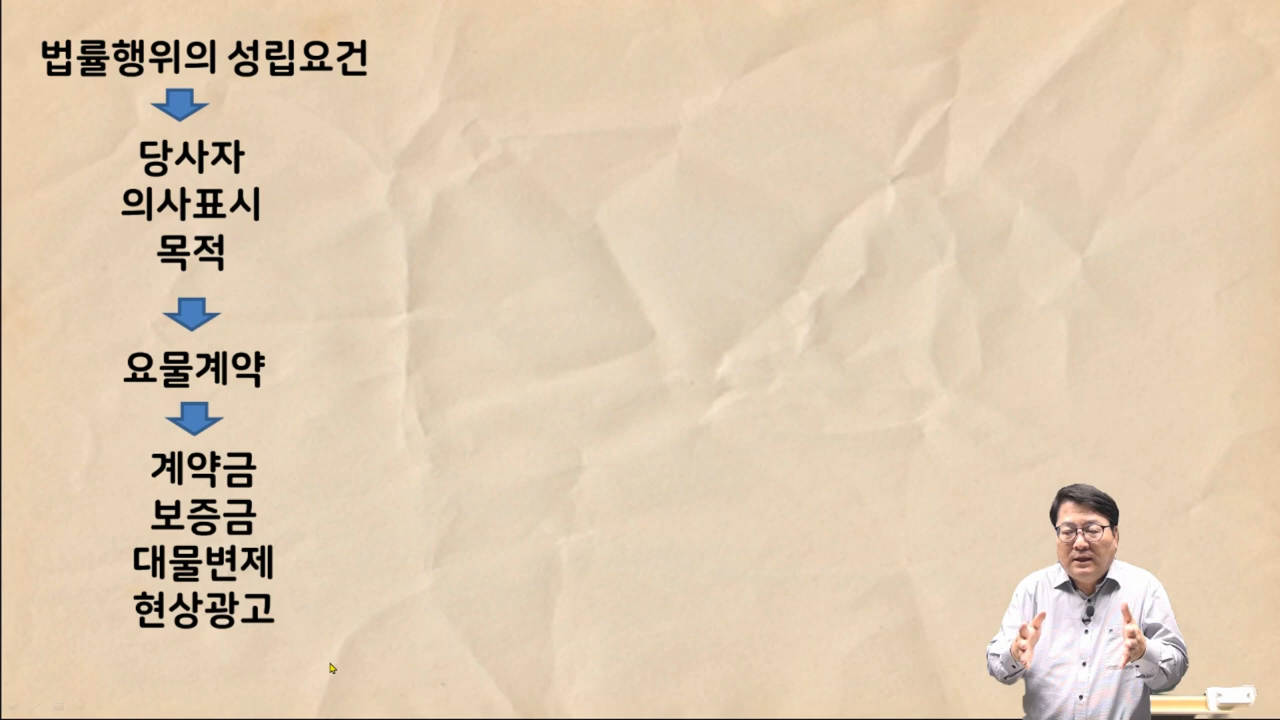 법률행위의 성립요건
당사자
의사표시
목적
요물계약
계약금
보증금
대물변제
현상광고